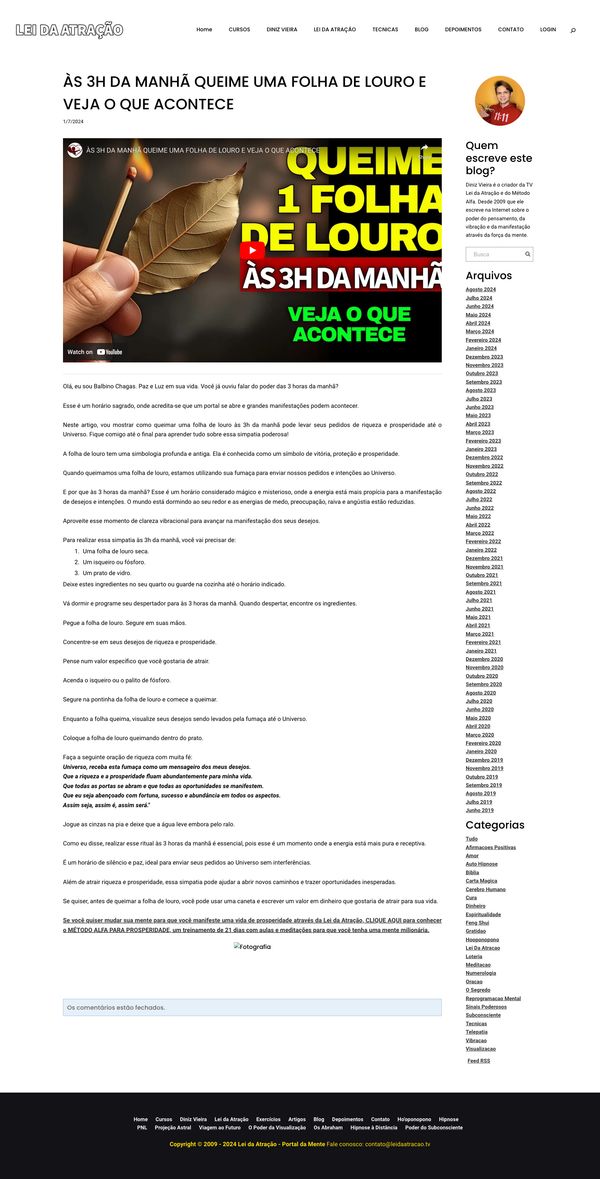 LEI DA ATRAÇÃO
Home CURSOS DINIZ VIEIRA LEI DA ATRAÇÃO TECNICAS BLOG DEPOIMENTOS CONTATO LOGIN
ÀS 3H DA MANHÃ QUEIME UMA FOLHA DE LOURO E
VEJA O QUE ACONTECE
1/7/2024
ÀS 3H DA MANHÃ QUEIME UMA FOLHA DE LOURO E VEJA O QUE ACONTECE
QUEIME
1 FOLHA
DE LOURO
ÀS 3H DA MANHÃ
VEJA O QUE
ACONTECE
Watch on YouTube
Olá, eu sou Balbino Chagas. Paz e Luz em sua vida. Você já ouviu falar do poder das 3 horas da manhã?
Esse é um horário sagrado, onde acredita-se que um portal se abre e grandes manifestações podem acontecer.
Neste artigo, vou mostrar como queimar uma folha de louro às 3h da manhã pode levar seus pedidos de riqueza e prosperidade até o
Universo. Fique comigo até o final para aprender tudo sobre essa simpatia poderosa!
A folha de louro tem uma simbologia profunda e antiga. Ela é conhecida como um símbolo de vitória, proteção e prosperidade.
Quando queimamos uma folha de louro, estamos utilizando sua fumaça para enviar nossos pedidos e intenções ao Universo.
E por que às 3 horas da manhã? Esse é um horário considerado mágico e misterioso, onde a energia está mais propícia para a manifestação
de desejos e intenções. O mundo está dormindo ao seu redor e as energias de medo, preocupação, raiva e angústia estão reduzidas.
Aproveite esse momento de clareza vibracional para avançar na manifestação dos seus desejos.
Para realizar essa simpatia às 3h da manhã, você vai precisar de:
1. Uma folha de louro seca.
2. Um isqueiro ou fósforo.
3. Um prato de vidro.
Deixe estes ingredientes no seu quarto ou guarde na cozinha até o horário indicado.
Vá dormir e programe seu despertador para às 3 horas da manhã. Quando despertar, encontre os ingredientes.
Pegue a folha de louro. Segure em suas mãos.
Concentre-se em seus desejos de riqueza e prosperidade.
Pense num valor específico que você gostaria de atrair.
Acenda o isqueiro ou o palito de fósforo.
Segure na pontinha da folha de louro e comece a queimar.
Enquanto a folha queima, visualize seus desejos sendo levados pela fumaça até o Universo.
Coloque a folha de louro queimando dentro do prato.
Faça a seguinte oração de riqueza com muita fé:
Universo, receba esta fumaça como um mensageiro dos meus desejos.
Que a riqueza e a prosperidade fluam abundantemente para minha vida.
Que todas as portas se abram e que todas as oportunidades se manifestem.
Que eu seja abençoado com fortuna, sucesso e abundância em todos os aspectos.
Assim seja, assim é, assim será."
Jogue as cinzas na pia e deixe que a água leve embora pelo ralo.
Como eu disse, realizar esse ritual às 3 horas da manhã é essencial, pois esse é um momento onde a energia está mais pura e receptiva.
É um horário de silêncio e paz, ideal para enviar seus pedidos ao Universo sem interferências.
Além de atrair riqueza e prosperidade, essa simpatia pode ajudar a abrir novos caminhos e trazer oportunidades inesperadas.
Se quiser, antes de queimar a folha de louro, você pode usar uma caneta e escrever um valor em dinheiro que gostaria de atrair para sua vida.
Se você quiser mudar sua mente para que você manifeste uma vida de prosperidade através da Lei da Atração, CLIQUE AQUI para conhecer
o MÉTODO ALFA PARA PROSPERIDADE, um treinamento de 21 dias com aulas e meditações para que você tenha uma mente milionária.
Fotografia
Os comentários estão fechados.
11:11
Quem
escreve este
blog?
Diniz Vieira é o criador da TV
Lei da Atração e do Método
Alfa. Desde 2009 que ele
escreve na Internet sobre o
poder do pensamento, da
vibração e da manifestação
através da força da mente.
Busca
Arquivos
Agosto 2024
Julho 2024
Junho 2024
Maio 2024
Abril 2024
Março 2024
Fevereiro 2024
Janeiro 2024
Dezembro 2023
Novembro 2023
Outubro 2023
Setembro 2023
Agosto 2023
Julho 2023
Junho 2023
Maio 2023
Abril 2023
Março 2023
Fevereiro 2023
Janeiro 2023
Dezembro 2022
Novembro 2022
Outubro 2022
Setembro 2022
Agosto 2022
Julho 2022
Junho 2022
Maio 2022
Abril 2022
Março 2022
Fevereiro 2022
Janeiro 2022
Dezembro 2021
Novembro 2021
Outubro 2021
Setembro 2021
Agosto 2021
Julho 2021
Junho 2021
Maio 2021
Abril 2021
Março 2021
Fevereiro 2021
Janeiro 2021
Dezembro 2020
Novembro 2020
Outubro 2020
Setembro 2020
Agosto 2020
Julho 2020
Junho 2020
Maio 2020
Abril 2020
Março 2020
Fevereiro 2020
Janeiro 2020
Dezembro 2019
Novembro 2019
Outubro 2019
Setembro 2019
Agosto 2019
Julho 2019
Junho 2019
Categorias
Tudo
Afirmacoes Positivas
Amor
Auto Hipnose
Bíblia
Carta Magica
Cerebro Humano
Cura
Dinheiro
Espiritualidade
Feng Shui
Gratidao
Hooponopono
Lei Da Atracao
Loteria
Meditacao
Numerologia
Oracao
O Segredo
Reprogramacao Mental
Sinais Poderosos
Subconsciente
Tecnicas
Telepatia
Vibracao
Visualizacao
Feed RSS
Home Cursos Diniz Vieira Lei da Atração Exercícios Artigos Blog Depoimentos Contato Ho'oponopono Hipnose
PNL Projeção Astral Viagem ao Futuro O Poder da Visualização Os Abraham Hipnose à Distância Poder do Subconsciente
Copyright © 2009 - 2024 Lei da Atração - Portal da Mente Fale conosco: contato@leidaatracao.tv